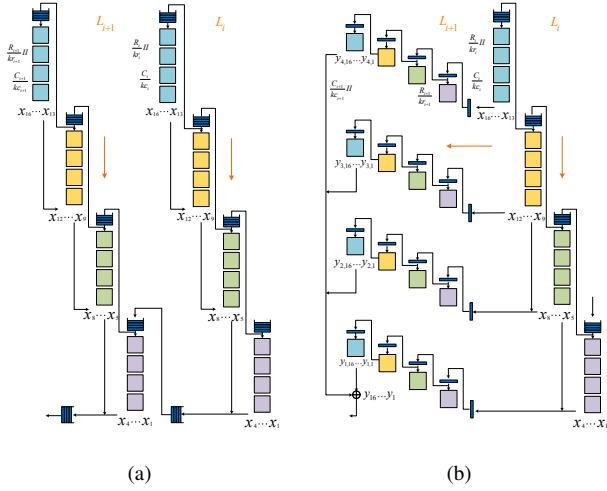 L_{i+1}
L_i
R_{i+1}/kr_{i+1} II
C_{i+1}/kc_{i+1}
R_i/kr_i II
C_i/kc_i
x_16...x_13
x_16...x_13
x_12...x_9
x_12...x_9
x_8...x_5
x_8...x_5
x_4...x_1
x_4...x_1
(a)
L_{i+1}
L_i
y_{4,16}...y_{4,1}
C_{i+1}/kc_{i+1} II
R_{i+1}/kr_{i+1}
R_i/kr_i II
C_i/kc_i
x_16...x_13
y_{3,16}...y_{3,1}
x_12...x_9
y_{2,16}...y_{2,1}
x_8...x_5
y_{1,16}...y_{1,1}
y_16...y_1
x_4...x_1
(b)